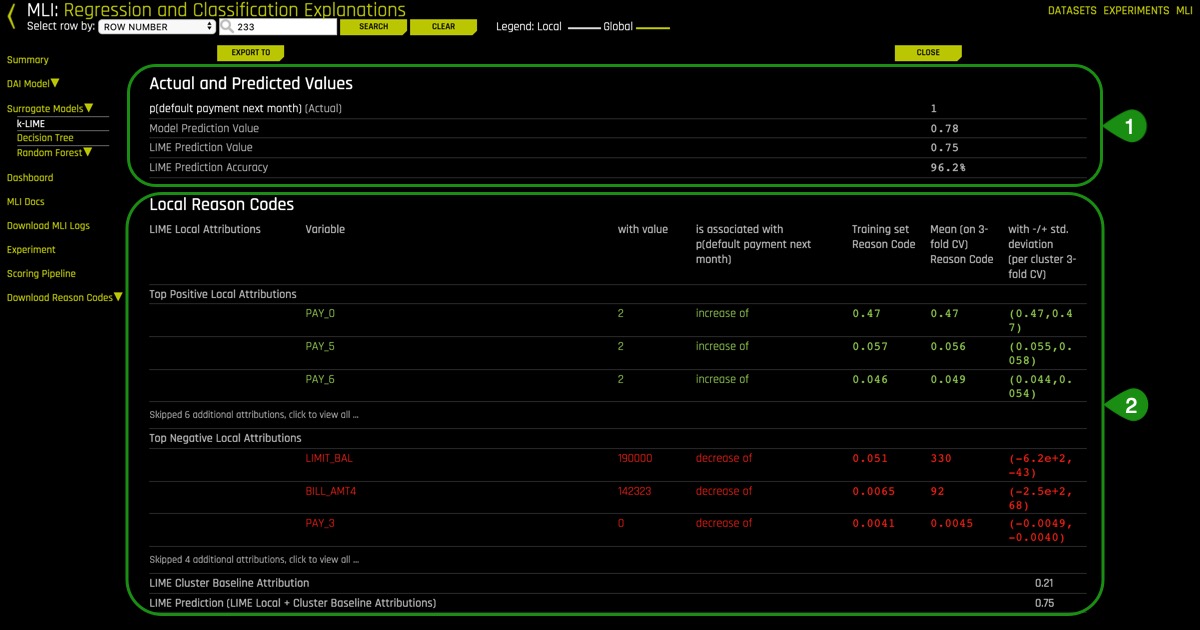 MLI: Regression and Classification Explanations
DATASETS EXPERIMENTS MLI
Select row by: ROW NUMBER 233 SEARCH CLEAR Legend: Local Global
EXPORT TO CLOSE
Summary
DAI Model
Surrogate Models
k-LIME
Decision Tree
Random Forest
Dashboard
MLI Docs
Download MLI Logs
Experiment
Scoring Pipeline
Download Reason Codes
Actual and Predicted Values
p(default payment next month) (Actual) 1
Model Prediction Value 0.78
LIME Prediction Value 0.75
LIME Prediction Accuracy 96.2%
1
Local Reason Codes
LIME Local Attributions Variable with value is associated with Training set Mean (on 3- with -/+ std.
p(default payment next Reason Code fold CV) deviation
month) Reason Code (per cluster 3-
fold CV)
Top Positive Local Attributions
PAY_0 2 increase of 0.47 0.47 (0.47,0.4
7)
PAY_5 2 increase of 0.057 0.056 (0.055,0.
058)
PAY_6 2 increase of 0.046 0.049 (0.044,0.
054)
Skipped 6 additional attributions, click to view all ...
Top Negative Local Attributions
LIMIT_BAL 190000 decrease of 0.051 330 (-6.2e+2,
-43)
BILL_AMT4 142323 decrease of 0.0065 92 (-2.5e+2,
68)
PAY_3 0 decrease of 0.0041 0.0045 (-0.0049,
-0.0040)
Skipped 4 additional attributions, click to view all ...
LIME Cluster Baseline Attribution 0.21
LIME Prediction (LIME Local + Cluster Baseline Attributions) 0.75
2